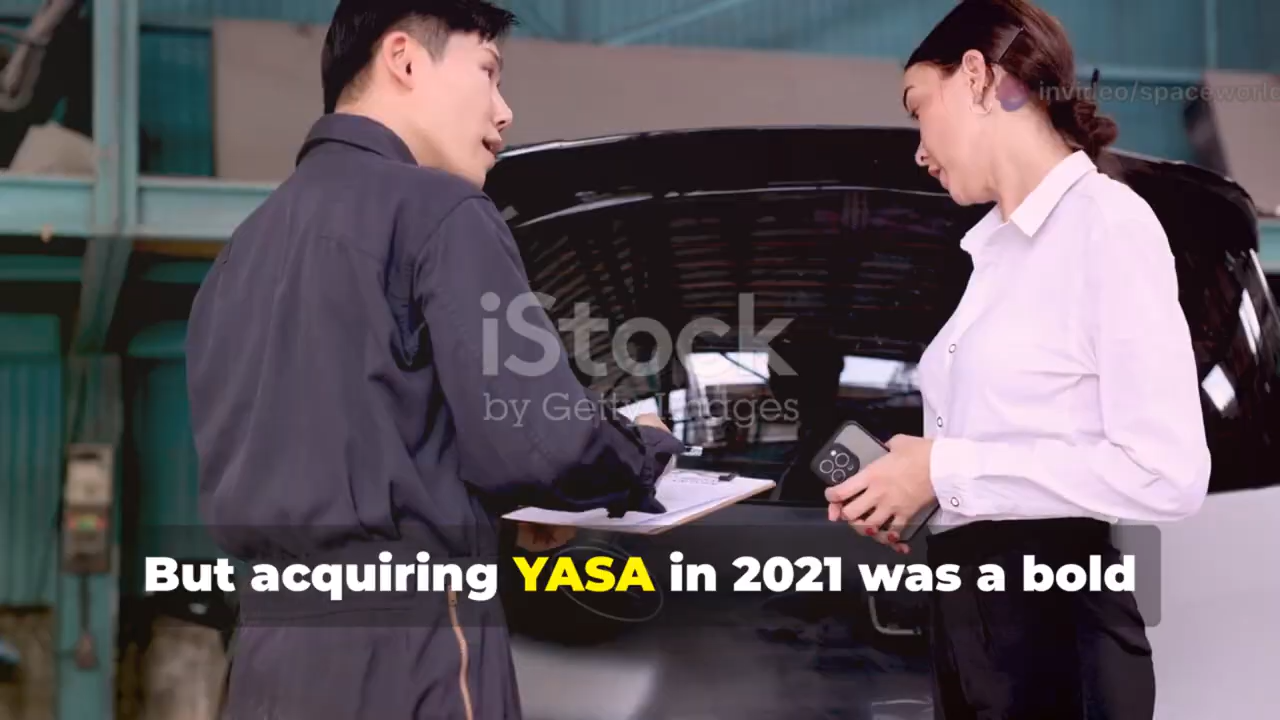 invideo/spaceworld
iStock
by Getty Images
But acquiring YASA in 2021 was a bold